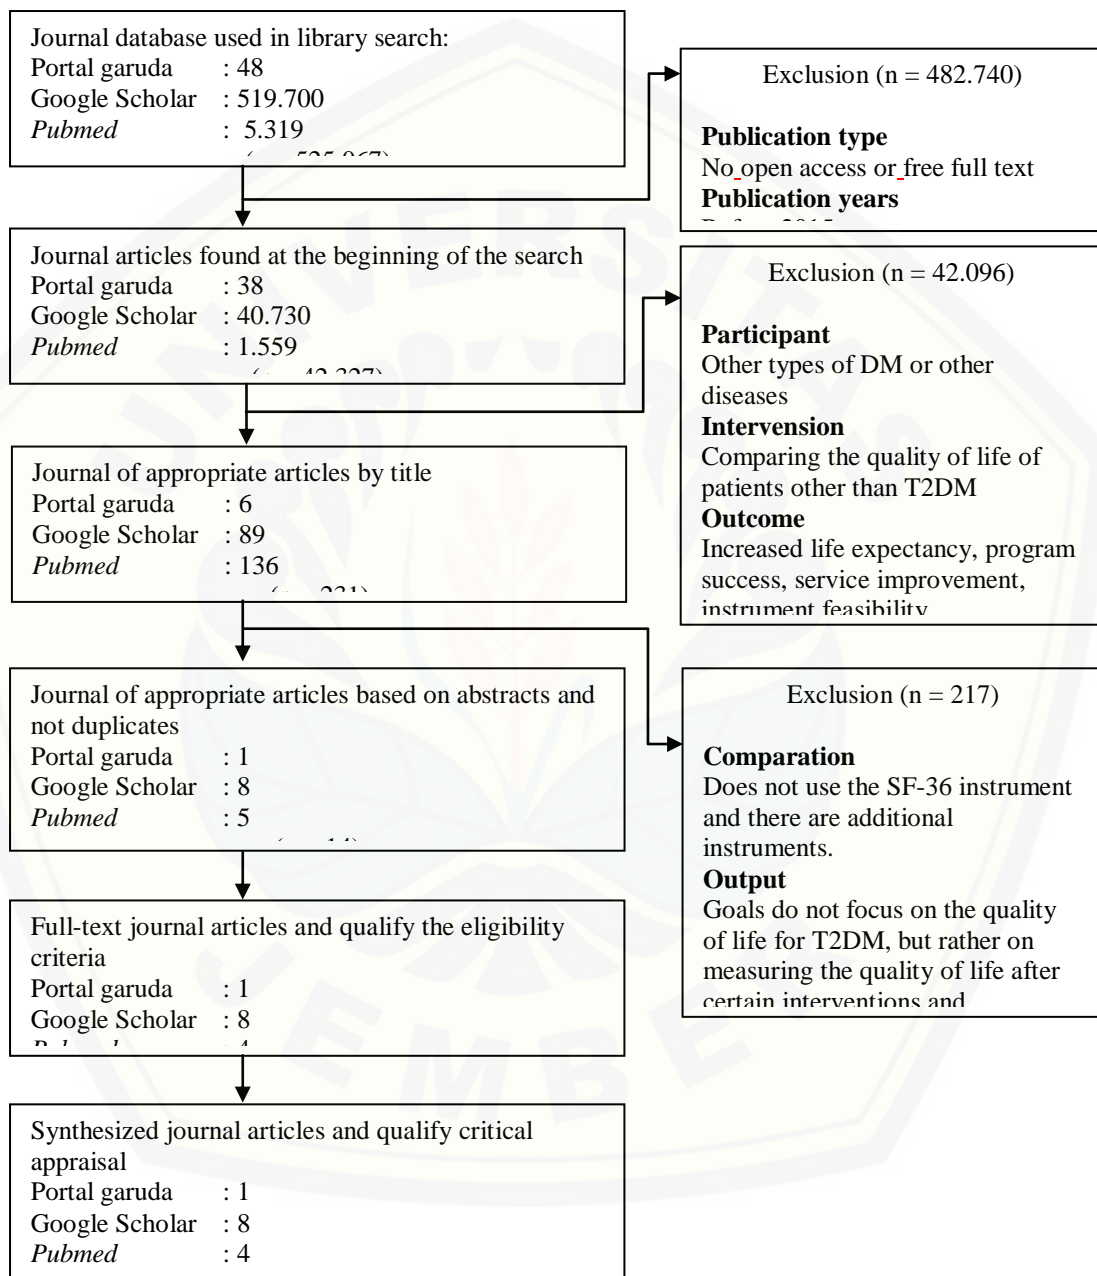 Journal database used in library search:
Portal garuda : 48
Google Scholar : 519.700
Pubmed : 5.319
Exclusion (n = 482.740)
Publication type
No open access or free full text
Publication years
Journal articles found at the beginning of the search
Portal garuda : 38
Google Scholar : 40.730
Pubmed : 1.559
Exclusion (n = 42.096)
Participant
Other types of DM or other
diseases
Intervension
Comparing the quality of life of
patients other than T2DM
Outcome
Increased life expectancy, program
success, service improvement,
instrument feasibility
Journal of appropriate articles by title
Portal garuda : 6
Google Scholar : 89
Pubmed : 136
Journal of appropriate articles based on abstracts and
not duplicates
Portal garuda : 1
Google Scholar : 8
Pubmed : 5
Exclusion (n = 217)
Comparation
Does not use the SF-36 instrument
and there are additional
instruments.
Output
Goals do not focus on the quality
of life for T2DM, but rather on
measuring the quality of life after
certain interventions and
Full-text journal articles and qualify the eligibility
criteria
Portal garuda : 1
Google Scholar : 8
Synthesized journal articles and qualify critical
appraisal
Portal garuda : 1
Google Scholar : 8
Pubmed : 4
UNIVERSITAS
JEMBER